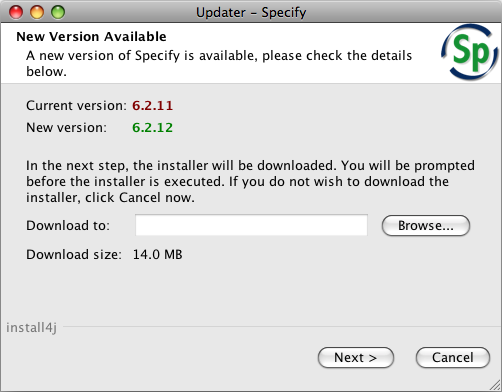 Updater - Specify
New Version Available
A new version of Specify is available, please check the details
below.
Sp
Current version: 6.2.11
New version: 6.2.12
In the next step, the installer will be downloaded. You will be prompted
before the installer is executed. If you do not wish to download the
installer, click Cancel now.
Download to: Browse...
Download size: 14.0 MB
install4j
Next > Cancel